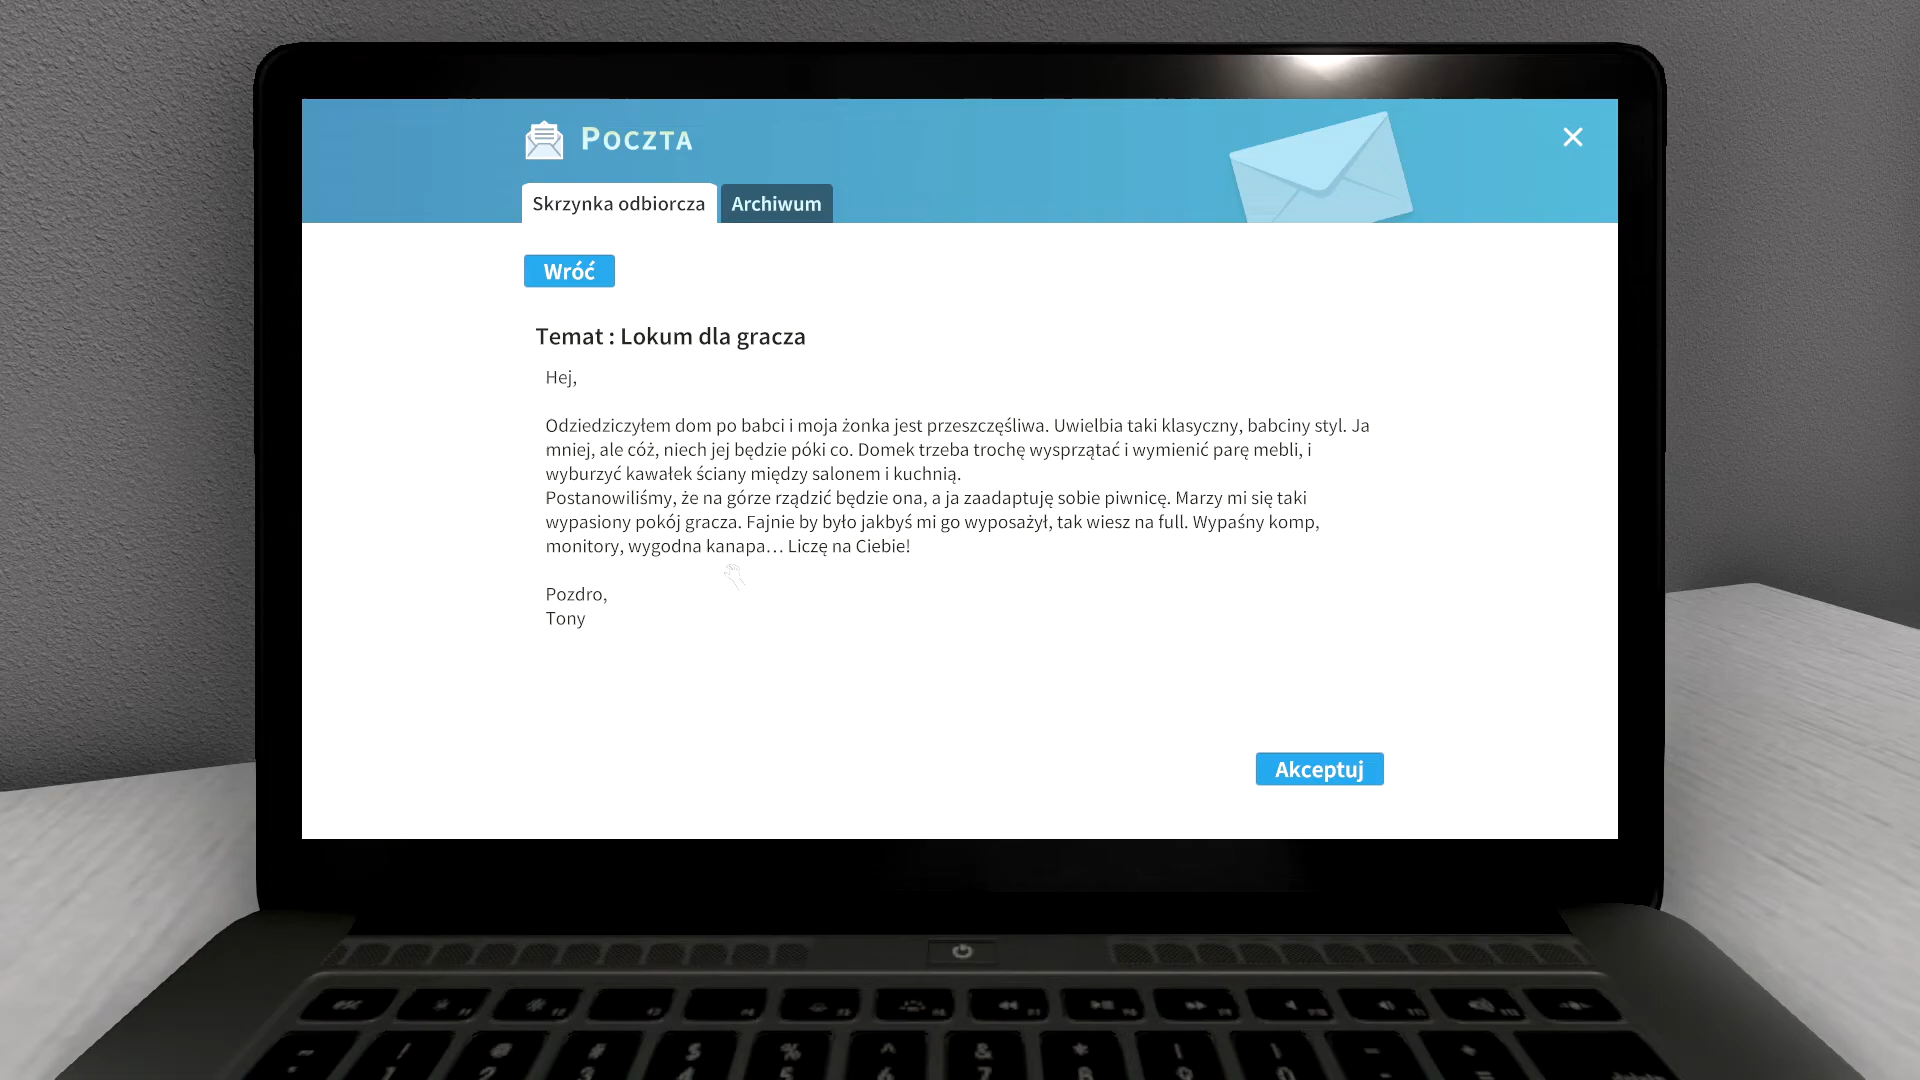 Poczta
Skrzynka odbiorcza
Archiwum
Wróć
Temat : Lokum dla gracza
Hej,
Odziedziczyłem dom po babci i moja żonka jest przeszczęśliwa. Uwielbia taki klasyczny, babciny styl. Ja
mniej, ale cóż, niech jej będzie póki co. Domek trzeba trochę wysprzątać i wymienić parę mebli, i
wyburzyć kawałek ściany między salonem i kuchnią.
Postanowiliśmy, że na górze rządzić będzie ona, a ja zaadaptuję sobie piwnicę. Marzy mi się taki
wypasiony pokój gracza. Fajnie by było jakbyś mi go wyposażył, tak wiesz na full. Wypaśny komp,
monitory, wygodna kanapa… Liczę na Ciebie!
Pozdro,
Tony
Akceptuj
esc